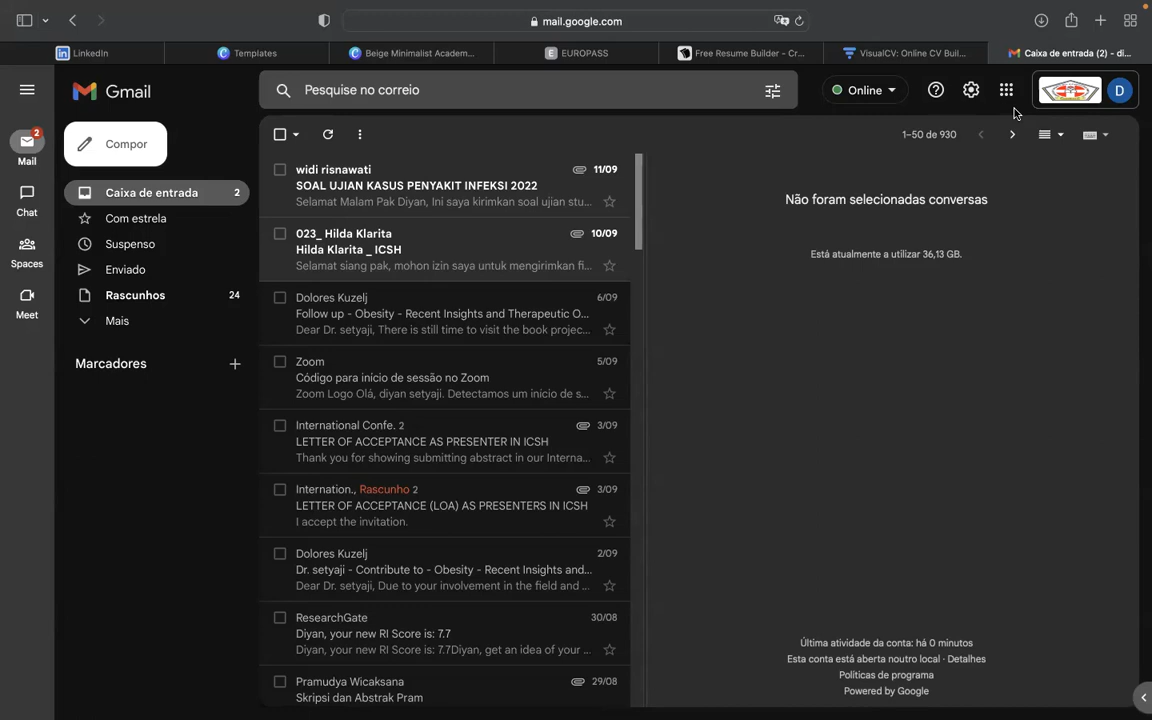 mail.google.com
LinkedIn
Templates
Beige Minimalist Academ...
EUROPASS
Free Resume Builder - Cr...
VisualCV: Online CV Buil...
Caixa de entrada (2) - di...
Gmail
Pesquise no correio
Online
D
2
Mail
Chat
Spaces
Meet
Compor
Caixa de entrada 2
Com estrela
Suspenso
Enviado
Rascunhos 24
Mais
Marcadores
1–50 de 930
widi risnawati 11/09
SOAL UJIAN KASUS PENYAKIT INFEKSI 2022
Selamat Malam Pak Diyan, Ini saya kirimkan soal ujian stu...
023_ Hilda Klarita 10/09
Hilda Klarita _ ICSH
Selamat siang pak, mohon izin saya untuk mengirimkan fi...
Dolores Kuzelj 6/09
Follow up - Obesity - Recent Insights and Therapeutic O...
Dear Dr. setyaji, There is still time to visit the book projec...
Zoom 5/09
Código para início de sessão no Zoom
Zoom Logo Olá, diyan setyaji. Detectamos um início de s...
International Confe. 2 3/09
LETTER OF ACCEPTANCE AS PRESENTER IN ICSH
Thank you for showing submitting abstract in our Interna...
Internation., Rascunho 2 3/09
LETTER OF ACCEPTANCE (LOA) AS PRESENTERS IN ICSH
I accept the invitation.
Dolores Kuzelj 2/09
Dr. setyaji - Contribute to - Obesity - Recent Insights and...
Dear Dr. setyaji, Due to your involvement in the field and ...
ResearchGate 30/08
Diyan, your new RI Score is: 7.7
Diyan, your new RI Score is: 7.7Diyan, get an idea of your ...
Pramudya Wicaksana 29/08
Skripsi dan Abstrak Pram
Não foram selecionadas conversas
Está atualmente a utilizar 36,13 GB.
Última atividade da conta: há 0 minutos
Esta conta está aberta noutro local · Detalhes
Políticas de programa
Powered by Google